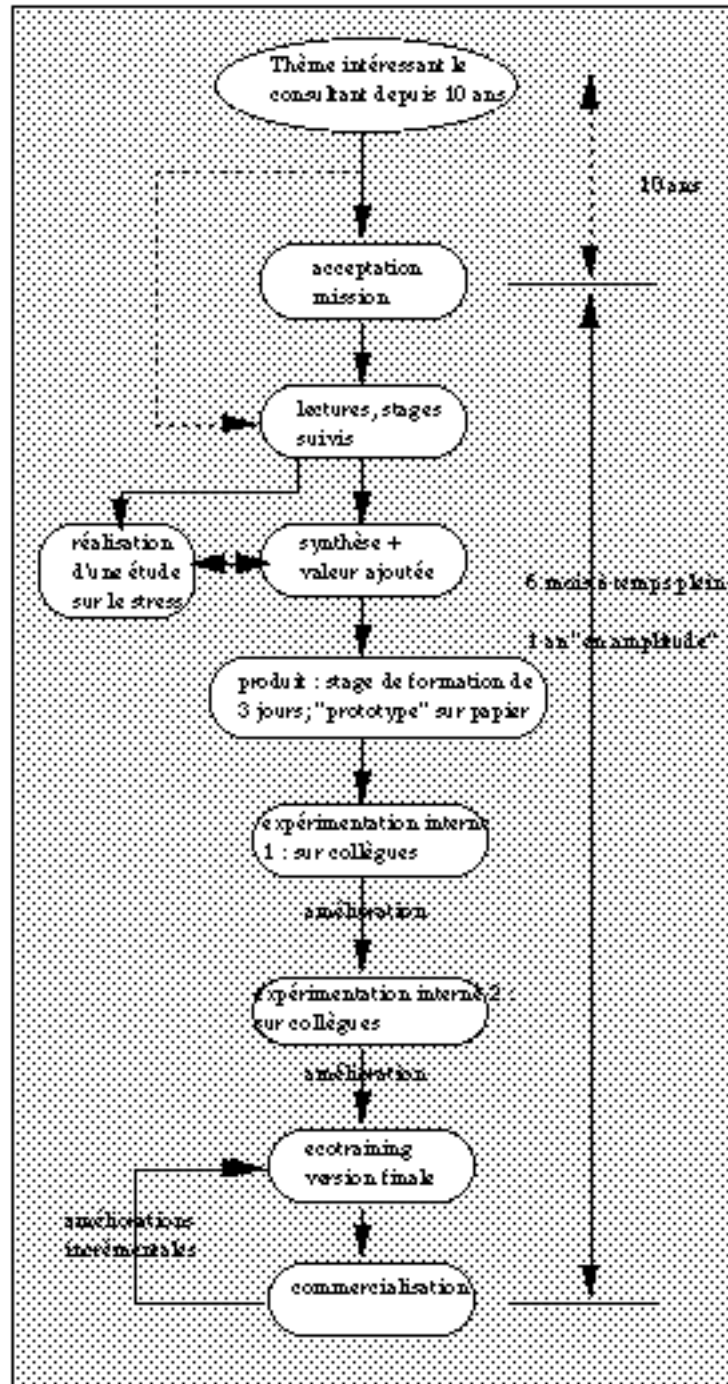 Thème intéressant le
consultant depuis 10 ans
10 ans
acceptation
mission
lectures, stages
suivis
réalisation
d'une étude
sur le stress
synthèse +
valeur ajoutée
6 mois à temps plein
1 an "en amplitude"
produit : stage de formation de
3 jours; "prototype" sur papier
expérimentation interne
1 : sur collègues
amélioration
expérimentation interne 2 :
sur collègues
amélioration
ecotraining
version finale
améliorations
incrémentales
commercialisation